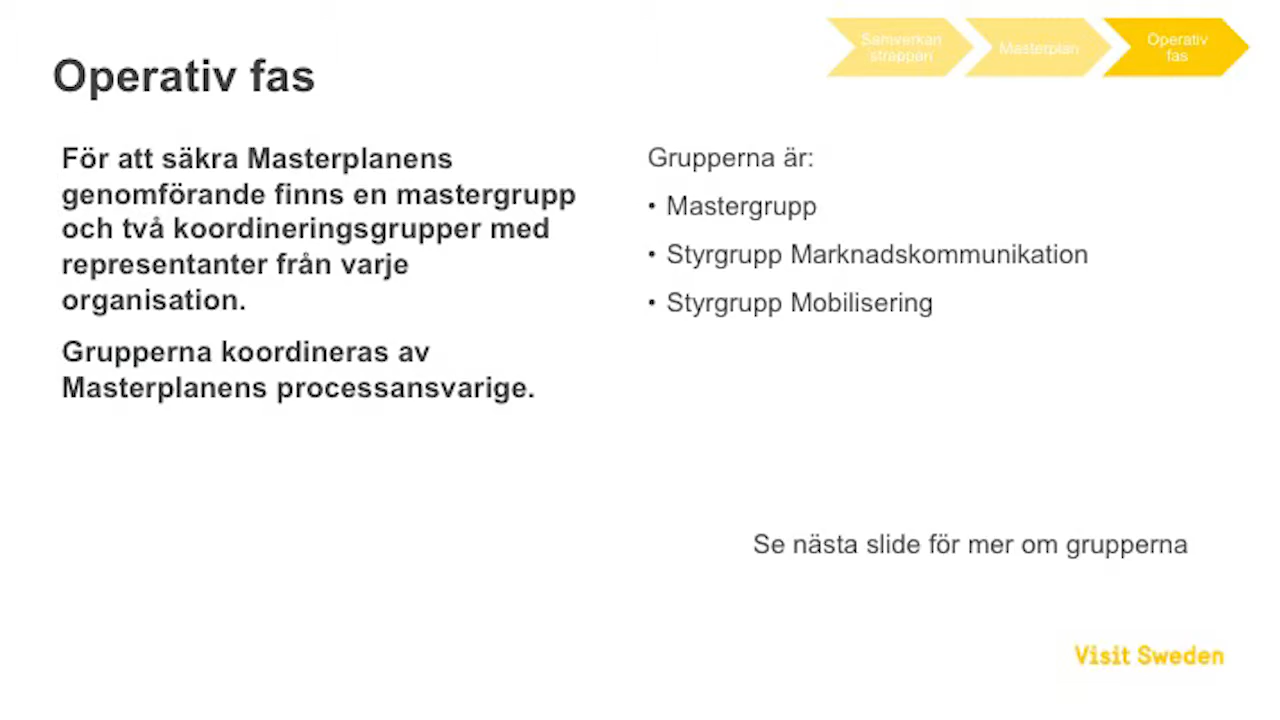 Samverkan
strappan
Masterplan
Operativ
fas
Operativ fas
För att säkra Masterplanens
genomförande finns en mastergrupp
och två koordineringsgrupper med
representanter från varje
organisation.
Grupperna koordineras av
Masterplanens processansvarige.
Grupperna är:
• Mastergrupp
• Styrgrupp Marknadskommunikation
• Styrgrupp Mobilisering
Se nästa slide för mer om grupperna
Visit Sweden